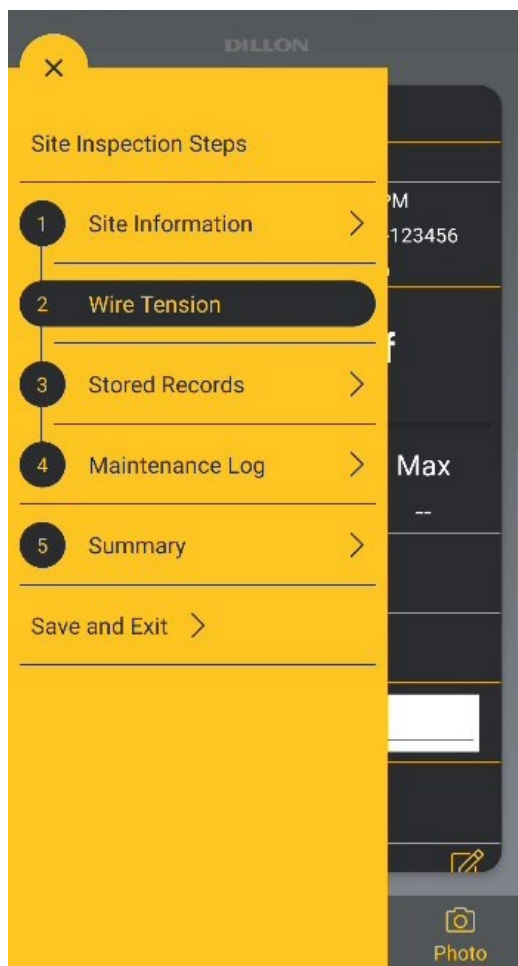 DILLON
Site Inspection Steps
1 Site Information
PM
123456
2 Wire Tension
3 Stored Records
4 Maintenance Log
Max
--
5 Summary
Save and Exit
Photo